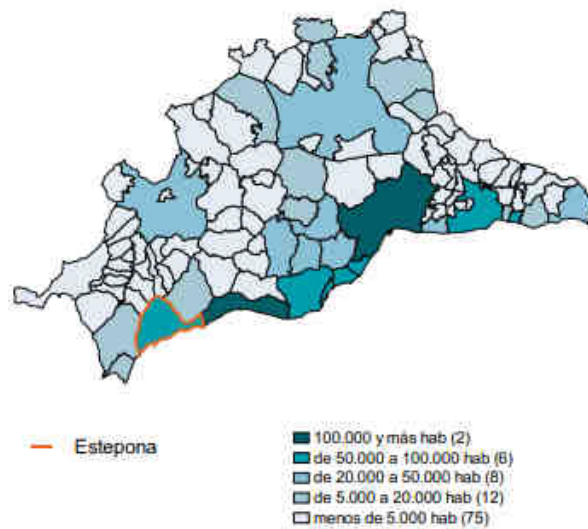 Estepona
100.000 y más hab (2)
de 50.000 a 100.000 hab (6)
de 20.000 a 50.000 hab (8)
de 5.000 a 20.000 hab (12)
menos de 5.000 hab (75)